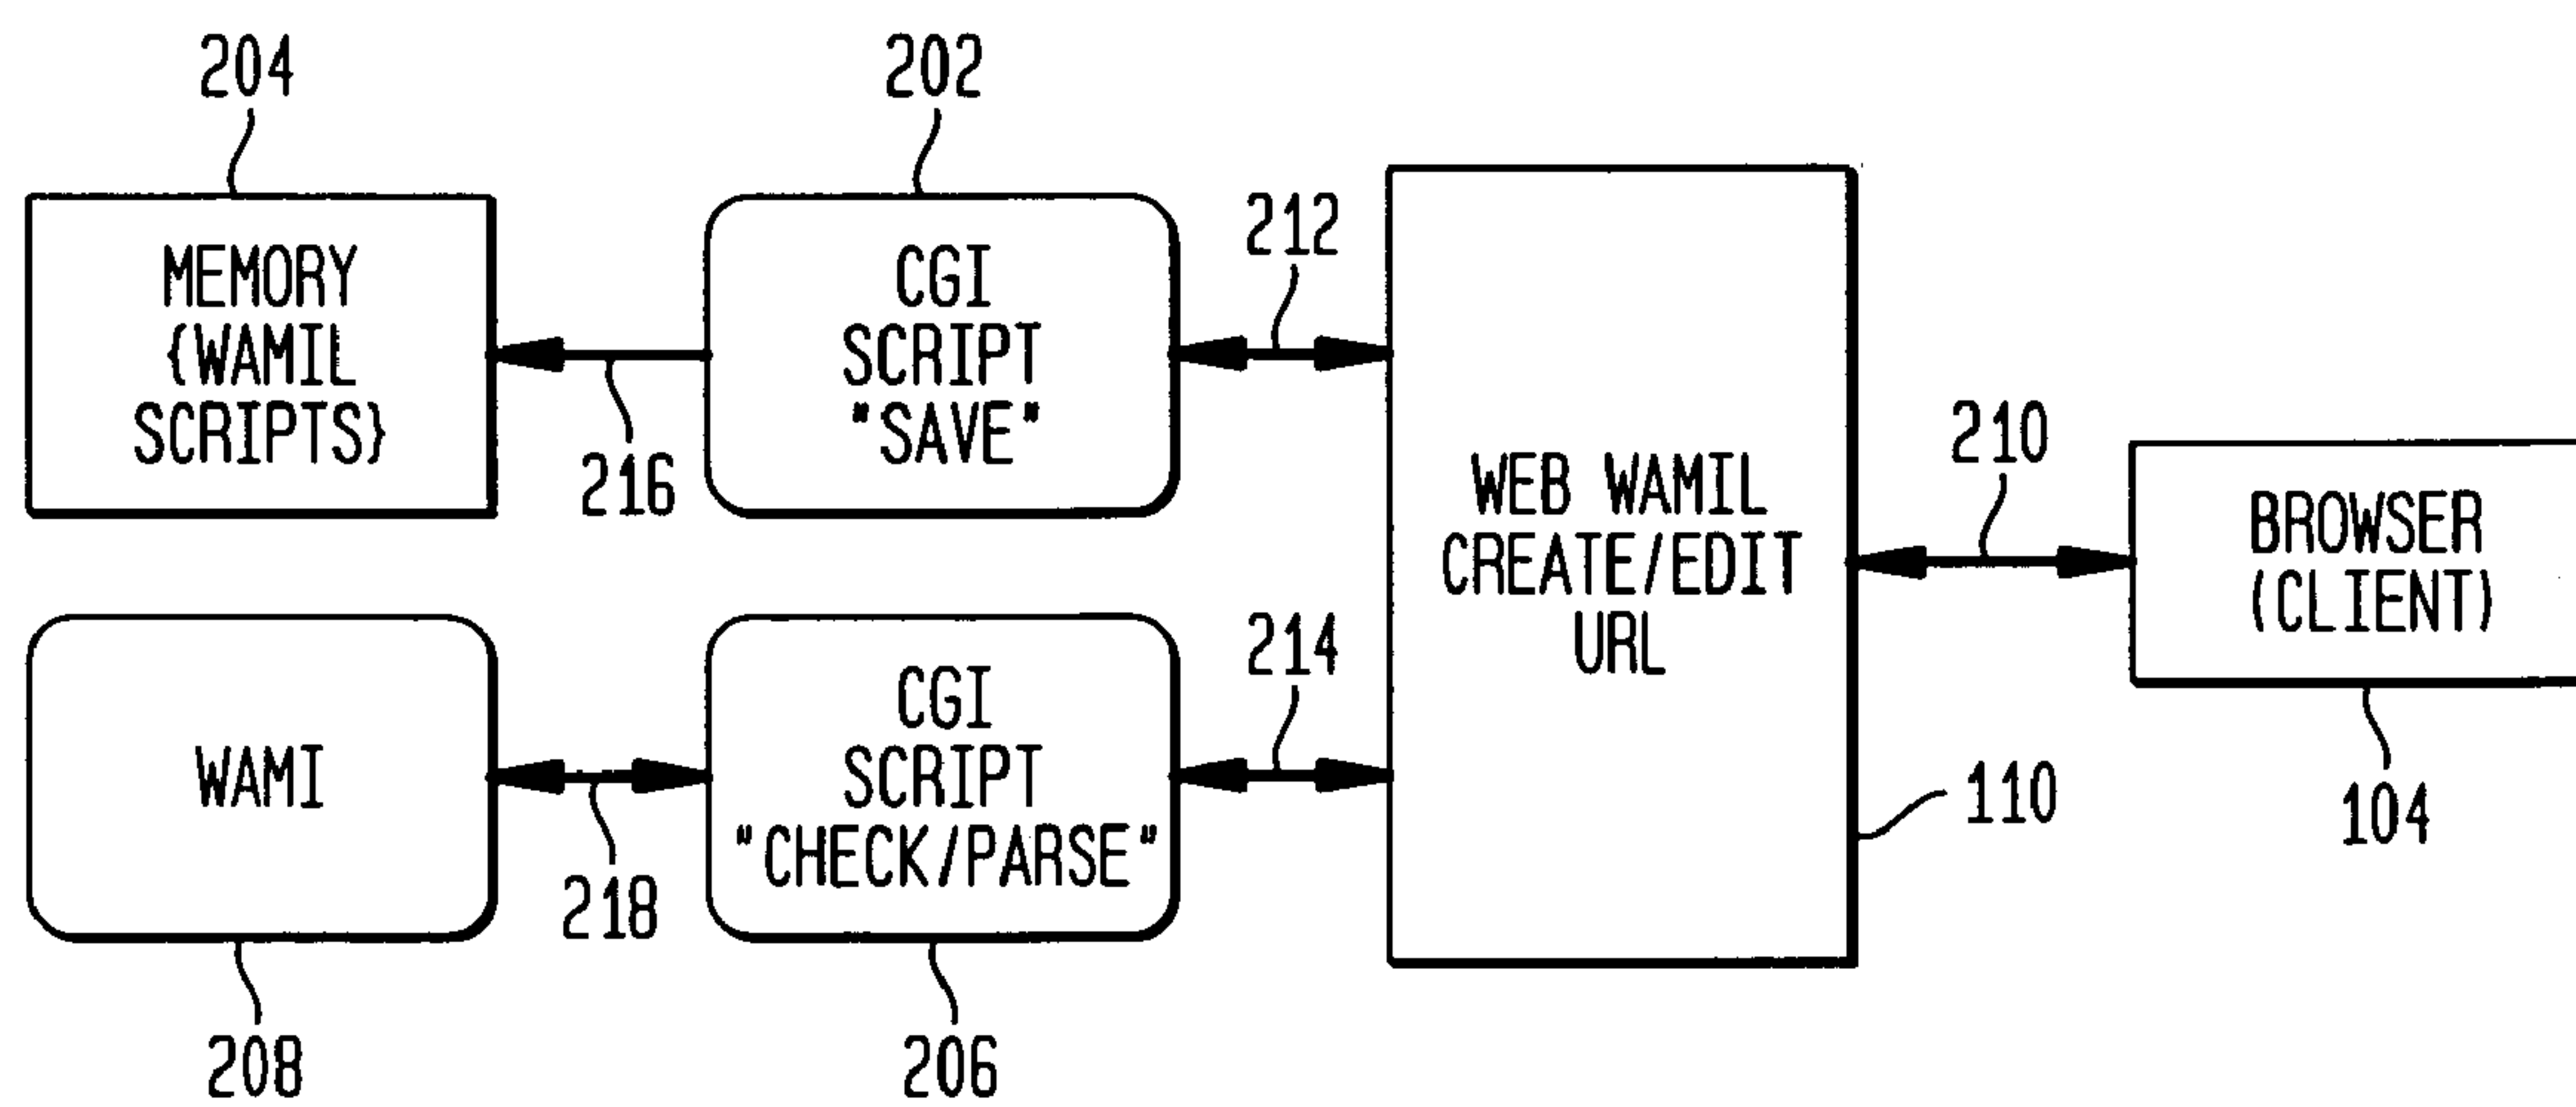 204
202
MEMORY
{WAMIL
SCRIPTS}
216
CGI
SCRIPT
"SAVE"
212
WEB WAMIL
CREATE/EDIT
URL
210
BROWSER
(CLIENT)
104
110
WAMI
208
218
CGI
SCRIPT
"CHECK/PARSE"
206
214